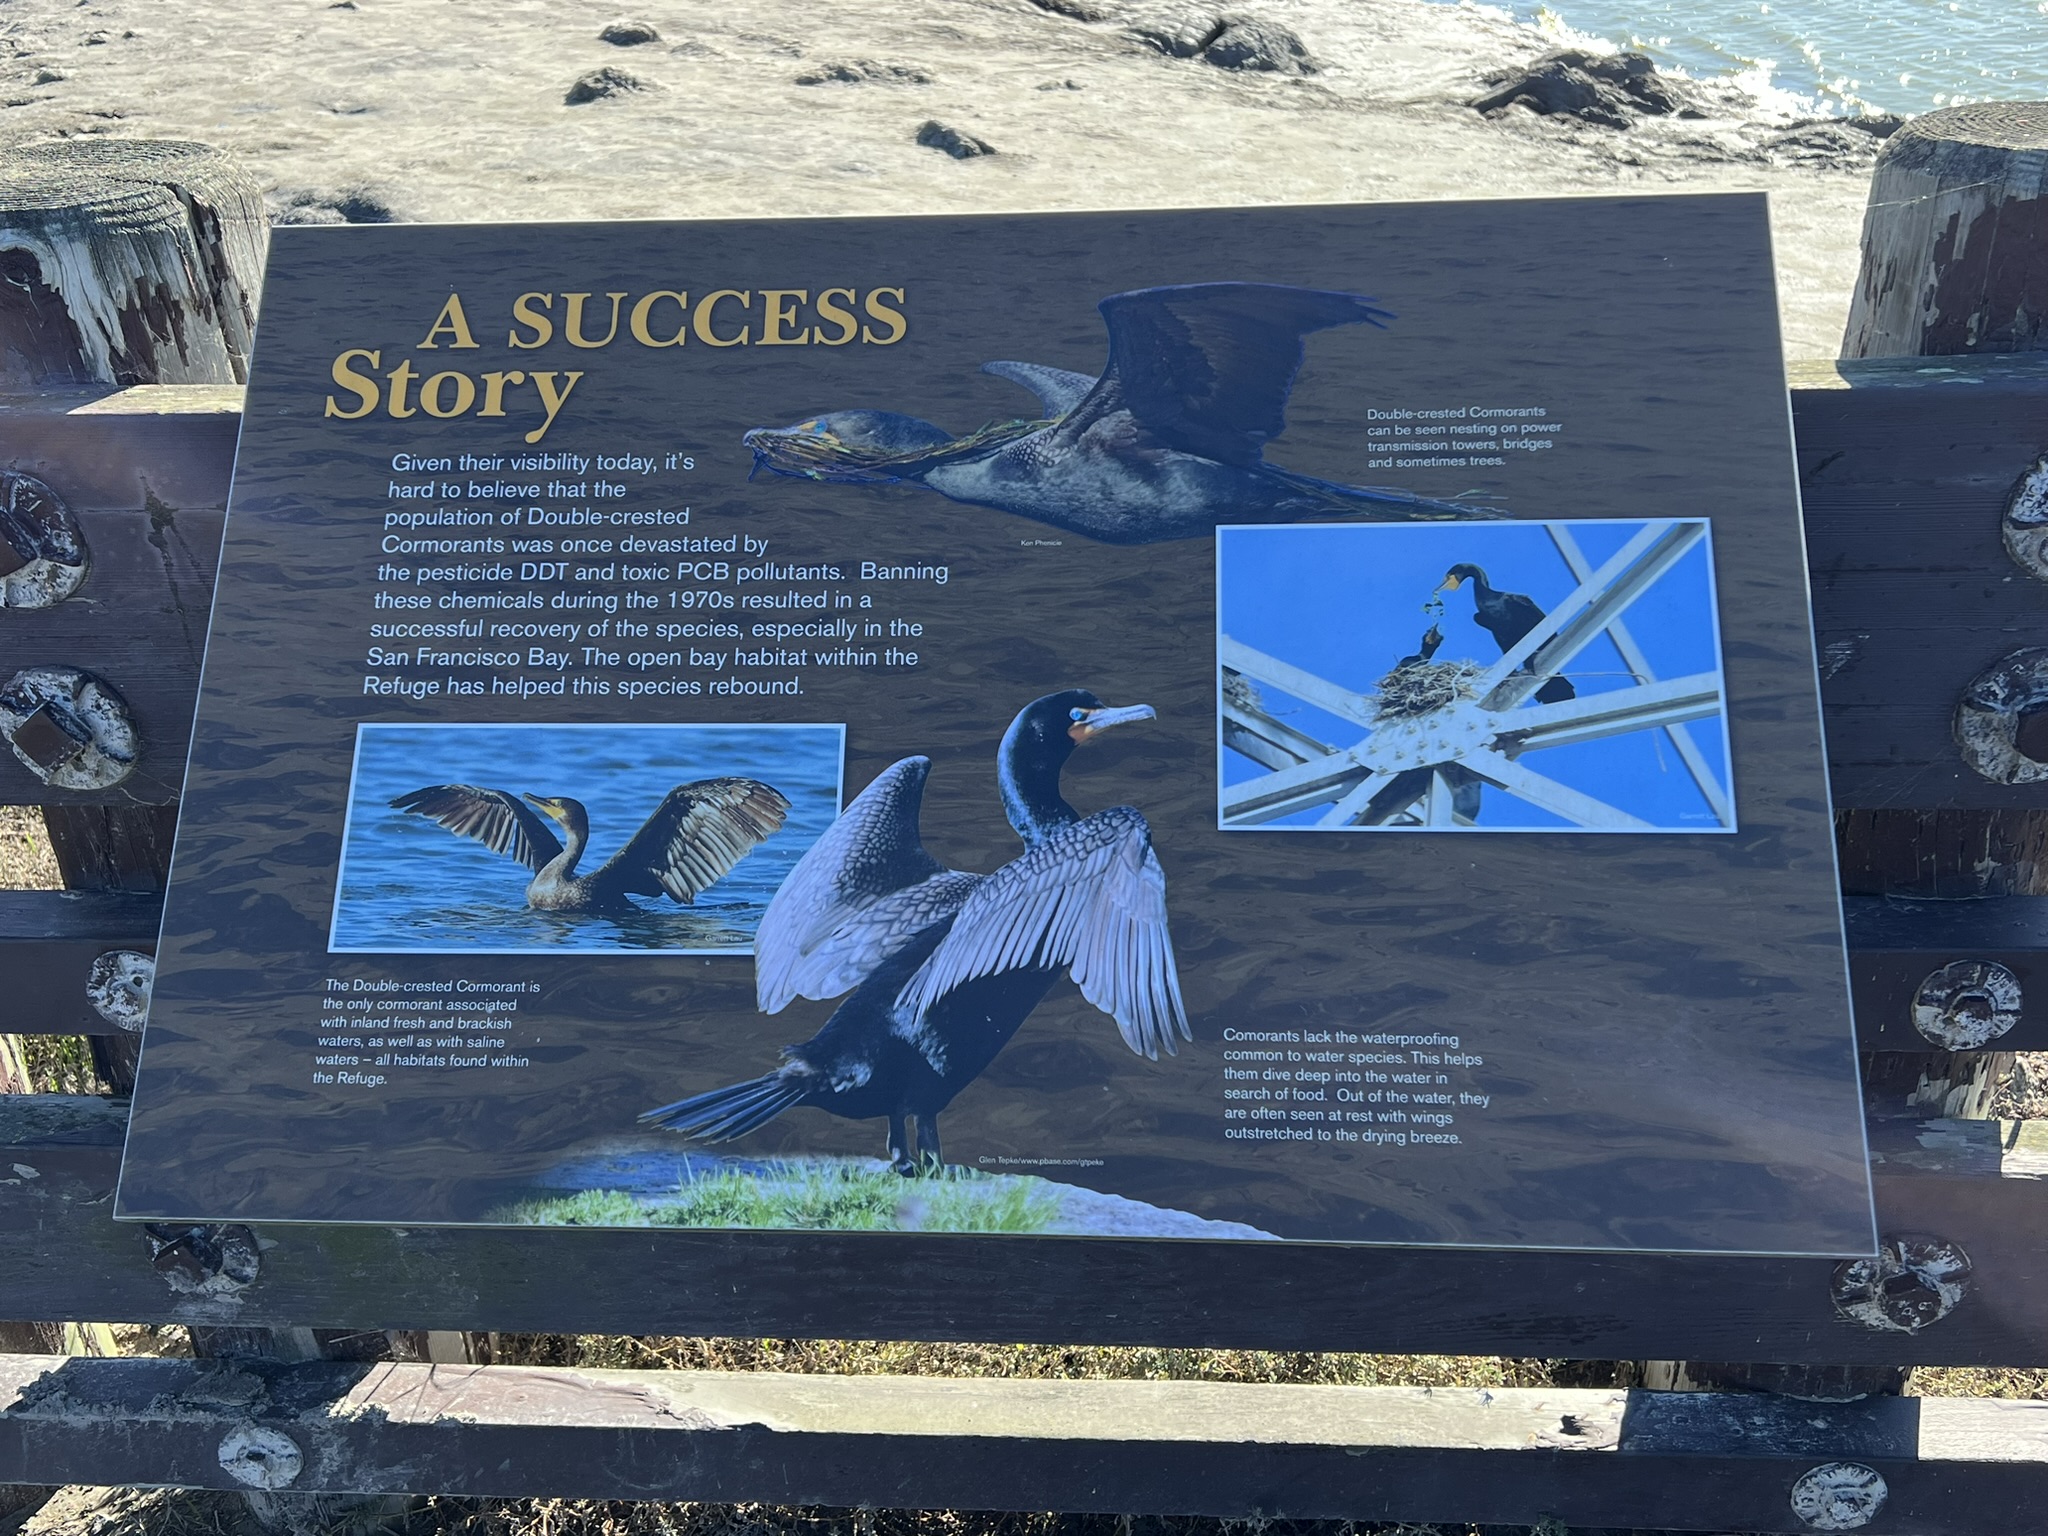 A SUCCESS
Story
Given their visibility today, it's
hard to believe that the
population of Double-crested
Cormorants was once devastated by
the pesticide DDT and toxic PCB pollutants. Banning
these chemicals during the 1970s resulted in a
successful recovery of the species, especially in the
San Francisco Bay. The open bay habitat within the
Refuge has helped this species rebound.
Ken Phenicie
Double-crested Cormorants
can be seen nesting on power
transmission towers, bridges
and sometimes trees.
Garrett Lau
Garrett Lau
The Double-crested Cormorant is
the only cormorant associated
with inland fresh and brackish
waters, as well as with saline
waters – all habitats found within
the Refuge.
Comorants lack the waterproofing
common to water species. This helps
them dive deep into the water in
search of food. Out of the water, they
are often seen at rest with wings
outstretched to the drying breeze.
Glen Tepke/www.pbase.com/gtpeke